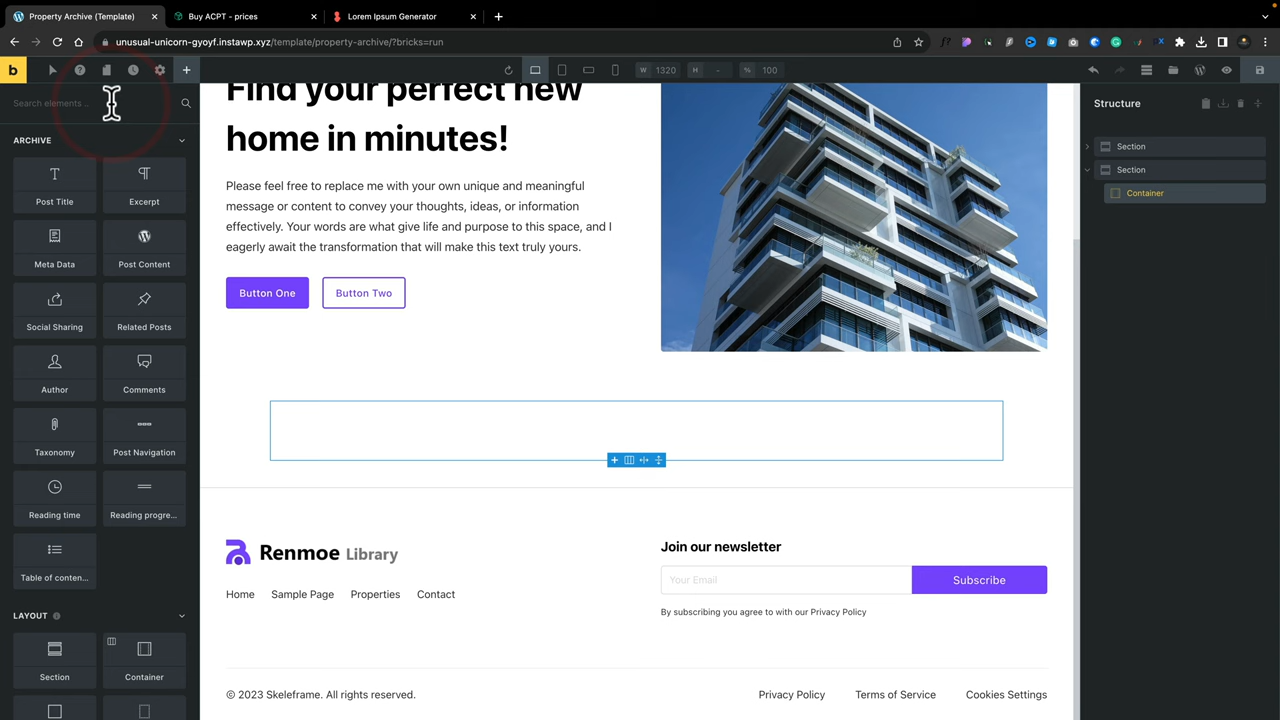 Property Archive (Template)
Buy ACPT - prices
Lorem Ipsum Generator
unusual-unicorn-gyoyf.instawp.xyz/template/property-archive/?bricks=run
b
W 1320 H - % 100
Search elements ..
ARCHIVE
Post Title
Excerpt
Meta Data
Post Content
Social Sharing
Related Posts
Author
Comments
Taxonomy
Post Navigation
Reading time
Reading progre...
Table of conten...
LAYOUT
Section
Container
Find your perfect new
home in minutes!
Please feel free to replace me with your own unique and meaningful
message or content to convey your thoughts, ideas, or information
effectively. Your words are what give life and purpose to this space, and I
eagerly await the transformation that will make this text truly yours.
Button One
Button Two
Renmoe Library
Home Sample Page Properties Contact
Join our newsletter
Your Email
Subscribe
By subscribing you agree to with our Privacy Policy
© 2023 Skeleframe. All rights reserved.
Privacy Policy Terms of Service Cookies Settings
Structure
Section
Section
Container